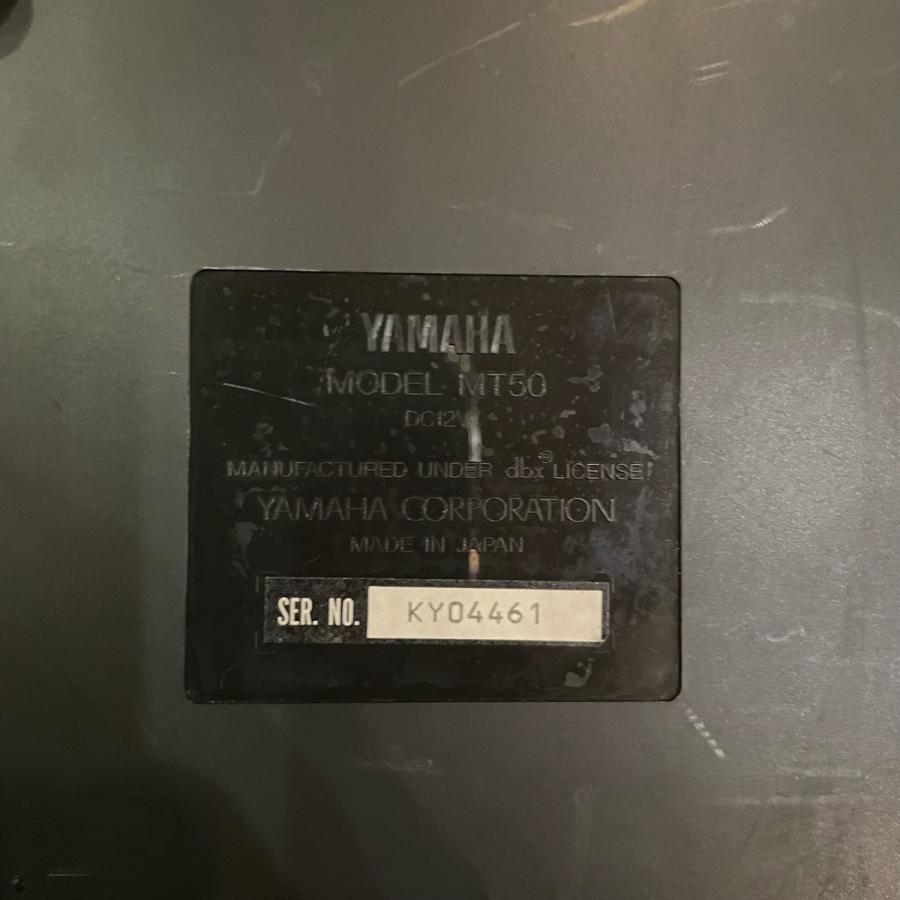 YAMAHA
MODEL MT50
DC12V
MANUFACTURED UNDER dbx® LICENSE
YAMAHA CORPORATION
MADE IN JAPAN
SER. NO. KY04461